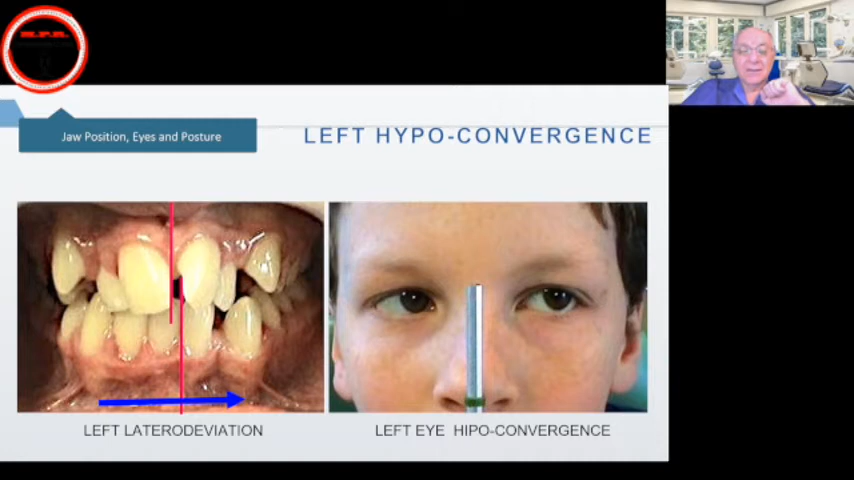 R.F.R.
Jaw Position, Eyes and Posture
LEFT HYPO-CONVERGENCE
LEFT LATERODEVIATION
LEFT EYE HIPO-CONVERGENCE